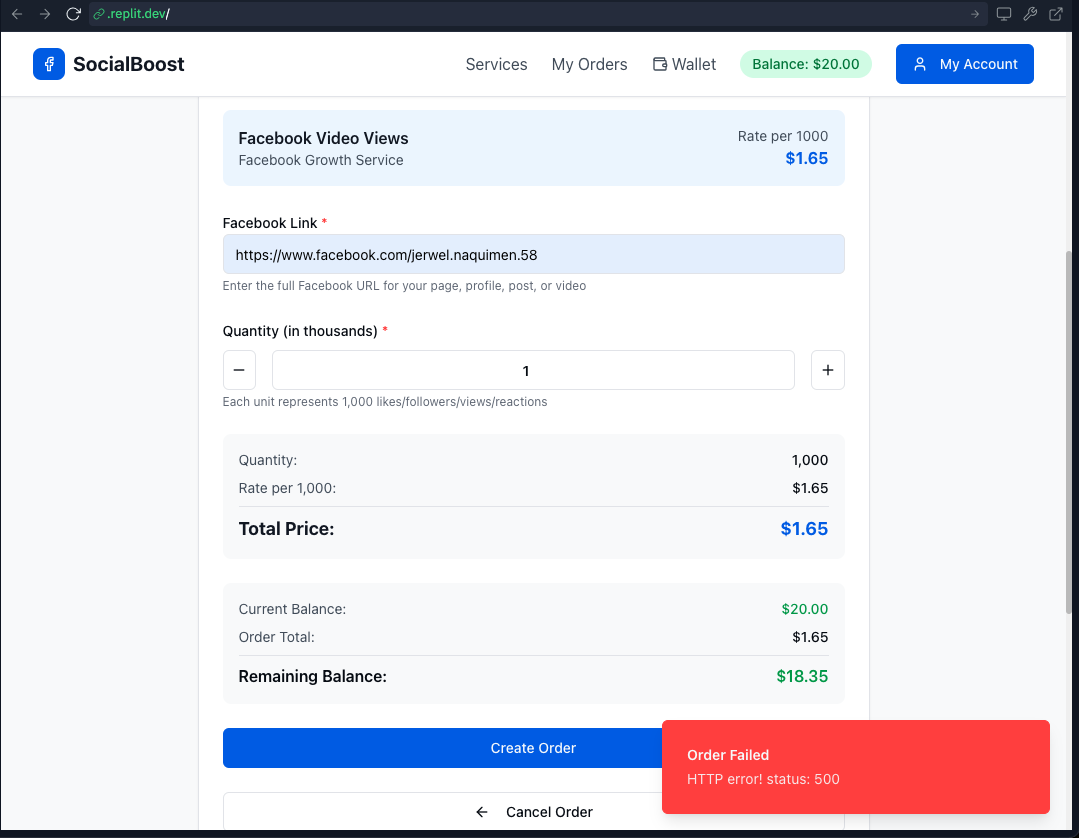 .replit.dev/
SocialBoost
Services My Orders Wallet Balance: $20.00 My Account
Facebook Video Views
Facebook Growth Service
Rate per 1000
$1.65
Facebook Link *
https://www.facebook.com/jerwel.naquimen.58
Enter the full Facebook URL for your page, profile, post, or video
Quantity (in thousands) *
1
Each unit represents 1,000 likes/followers/views/reactions
Quantity: 1,000
Rate per 1,000: $1.65
Total Price: $1.65
Current Balance: $20.00
Order Total: $1.65
Remaining Balance: $18.35
Create Order
Order Failed
HTTP error! status: 500
Cancel Order